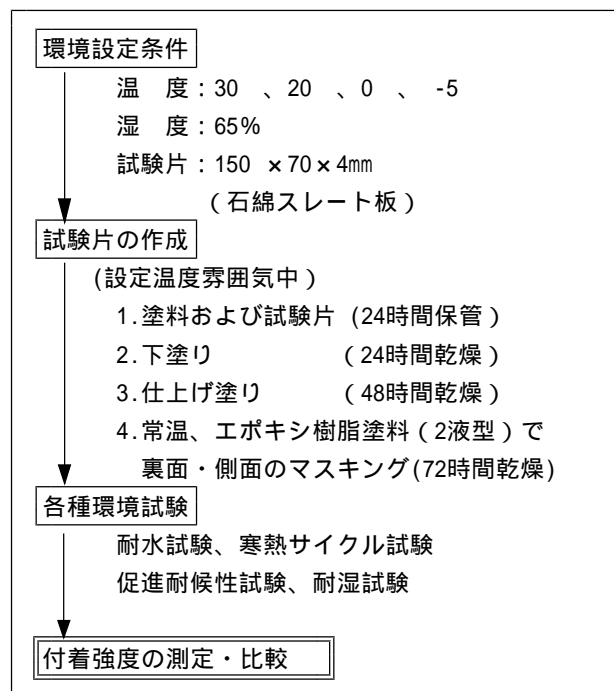 環境設定条件
温　度：30　、20　、0　、　-5
湿　度：65%
試験片：150　×70×4㎜
（石綿スレート板）
試験片の作成
(設定温度雰囲気中）
1.塗料および試験片 (24時間保管）
2.下塗り　　　　　（24時間乾燥）
3.仕上げ塗り　　　（48時間乾燥）
4.常温、エポキシ樹脂塗料（2液型）で
裏面・側面のマスキング(72時間乾燥)
各種環境試験
耐水試験、寒熱サイクル試験
促進耐候性試験、耐湿試験
付着強度の測定・比較